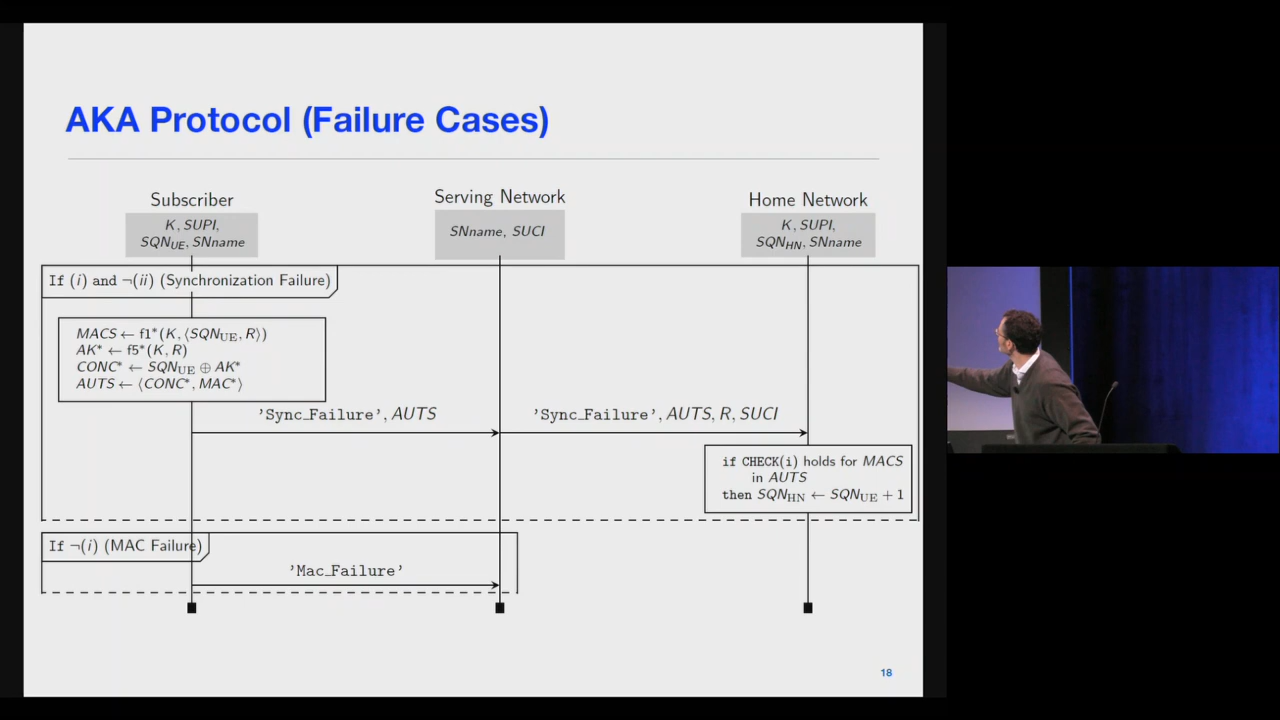 AKA Protocol (Failure Cases)
Subscriber
Serving Network
Home Network
K, SUPI,
SQN_UE, SNname
SNname, SUCI
K, SUPI,
SQN_HN, SNname
If (i) and ¬(ii) (Synchronization Failure)
MACS ← f1*(K, ⟨SQN_UE, R⟩)
AK* ← f5*(K, R)
CONC* ← SQN_UE ⊕ AK*
AUTS ← ⟨CONC*, MAC*⟩
'Sync_Failure', AUTS
'Sync_Failure', AUTS, R, SUCI
if CHECK(i) holds for MACS
in AUTS
then SQN_HN ← SQN_UE + 1
If ¬(i) (MAC Failure)
'Mac_Failure'
18